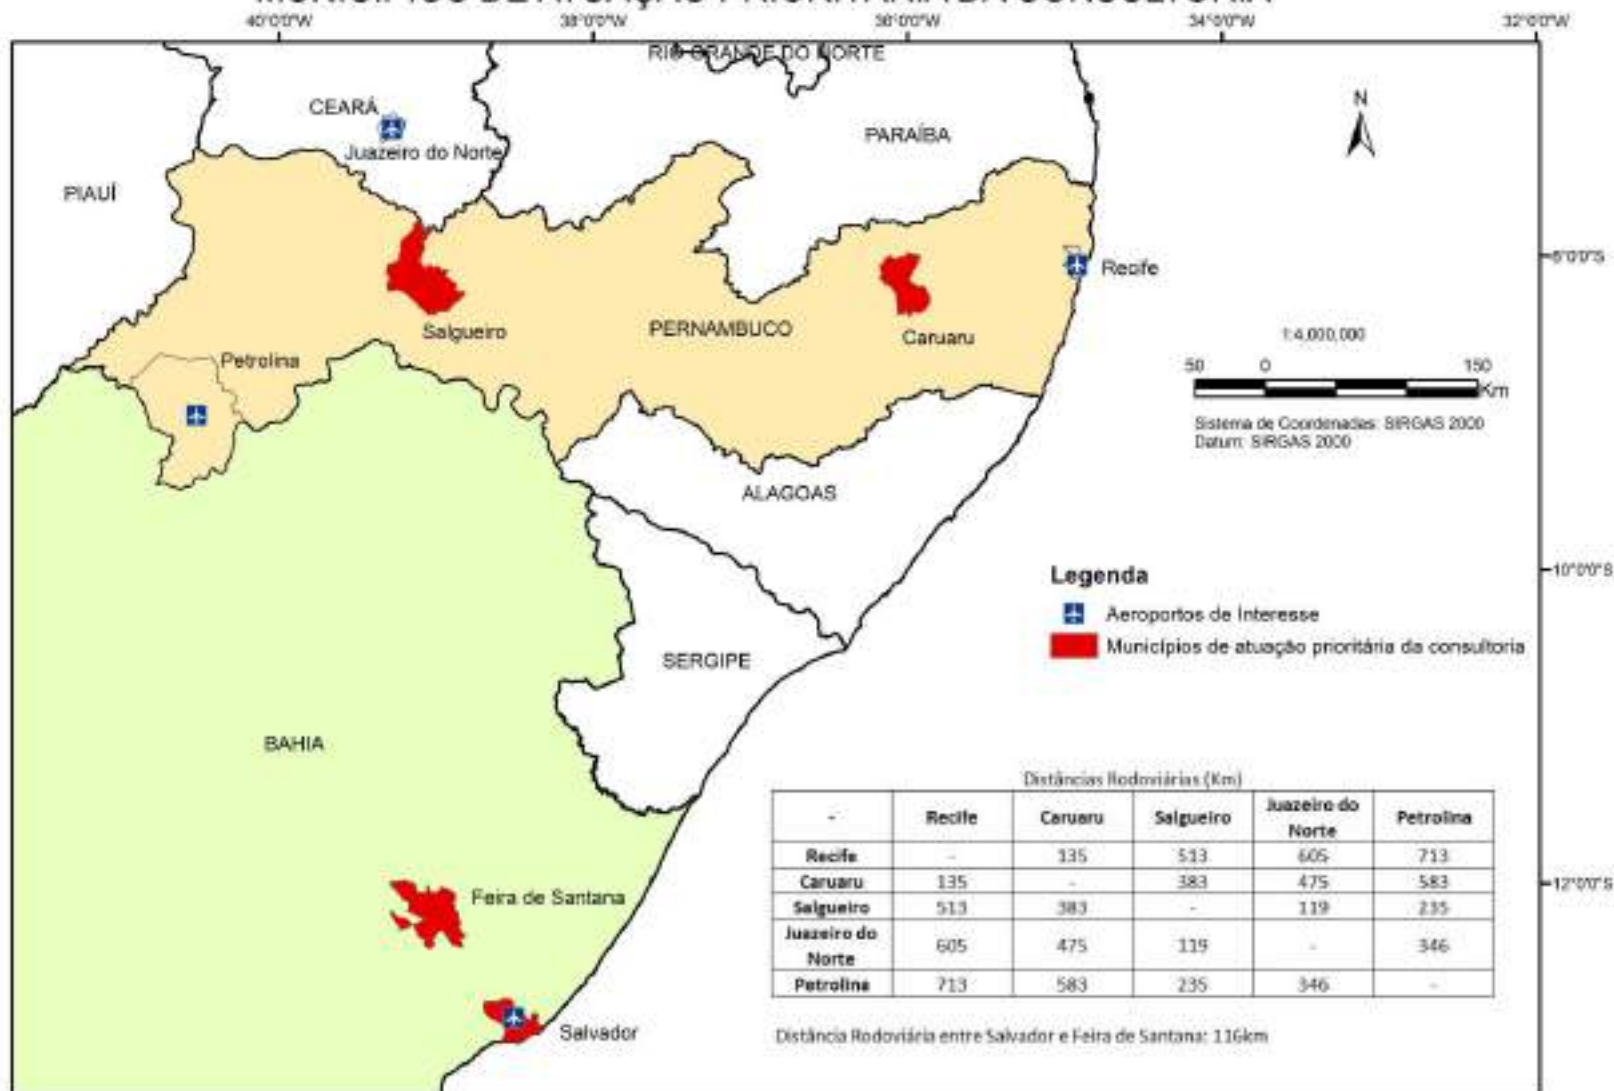 MUNICÍPIOS DE ATUAÇÃO PRIORITÁRIA DA CONSULTORIA
40°0'0"W 38°0'0"W 36°0'0"W 34°0'0"W 32°0'0"W
RIO GRANDE DO NORTE
N
CEARÁ
PARAÍBA
Juazeiro do Norte
PIAUÍ
8°0'0"S
Recife
Salgueiro
PERNAMBUCO
Caruaru
1:4,000,000
Petrolina
50 0 150
Km
Sistema de Coordenadas: SIRGAS 2000
Datum: SIRGAS 2000
ALAGOAS
10°0'0"S
Legenda
Aeroportos de Interesse
Municípios de atuação prioritária da consultoria
SERGIPE
BAHIA
Distâncias Rodoviárias (Km)
- Recife Caruaru Salgueiro Juazeiro do Norte Petrolina
Recife - 135 513 605 713
Caruaru 135 - 383 475 583
Salgueiro 513 383 - 119 235
Juazeiro do Norte 605 475 119 - 346
Petrolina 713 583 235 346 -
12°0'0"S
Feira de Santana
Salvador
Distância Rodoviária entre Salvador e Feira de Santana: 116km